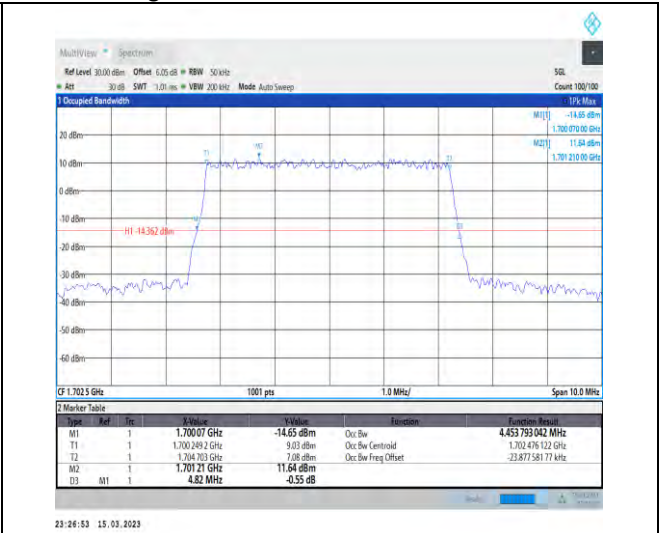 MultiView Spectrum
Ref Level 30.00 dBm Offset 6.05 dB RBW 50 kHz SGL
Att 30 dB SWT 1.01 ms VBW 200 kHz Mode Auto Sweep Count 100/100
1 Occupied Bandwidth 1Pk Max
M1[1] -14.65 dBm
1.700 070 00 GHz
20 dBm M2[1] 11.64 dBm
1.701 210 00 GHz
T1 M2
10 dBm
0 dBm
-10 dBm
H1 -14.362 dBm
-20 dBm
-30 dBm
-40 dBm
-50 dBm
-60 dBm
CF 1.702 5 GHz 1001 pts 1.0 MHz/ Span 10.0 MHz
2 Marker Table
Type Ref Trc X-Value Y-Value Function Function Result
M1 1 1.700 07 GHz -14.65 dBm Occ Bw 4.453 793 042 MHz
T1 1 1.700 249 2 GHz 9.03 dBm Occ Bw Centroid 1.702 476 122 GHz
T2 1 1.704 703 GHz 7.08 dBm Occ Bw Freq Offset -23.877 581 77 kHz
M2 1 1.701 21 GHz 11.64 dBm
D3 M1 1 4.82 MHz -0.55 dB
23:26:53 15.03.2023